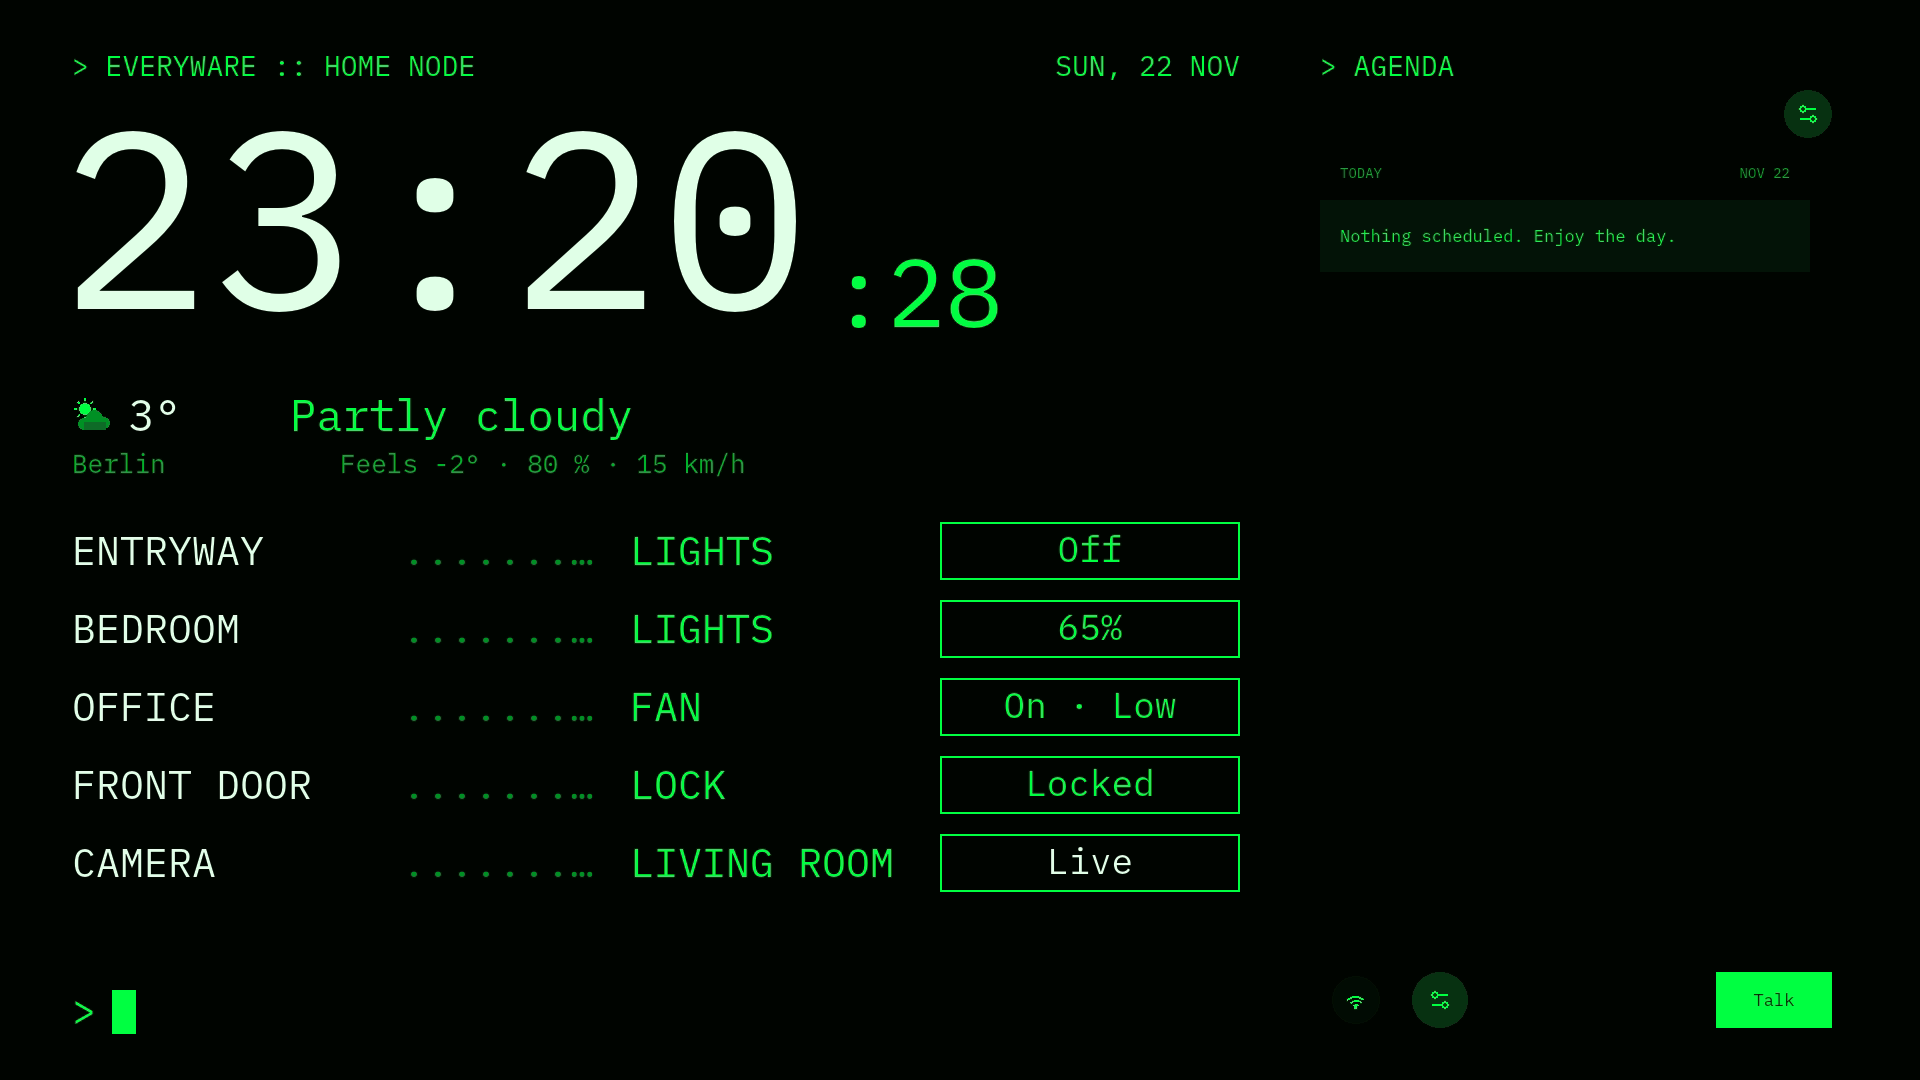 > EVERYWARE :: HOME NODE
SUN, 22 NOV
23:20:28
3° Partly cloudy
Berlin Feels -2° · 80 % · 15 km/h
ENTRYWAY .......… LIGHTS Off
BEDROOM .......… LIGHTS 65%
OFFICE .......… FAN On · Low
FRONT DOOR .......… LOCK Locked
CAMERA .......… LIVING ROOM Live
>
> AGENDA
TODAY NOV 22
Nothing scheduled. Enjoy the day.
Talk